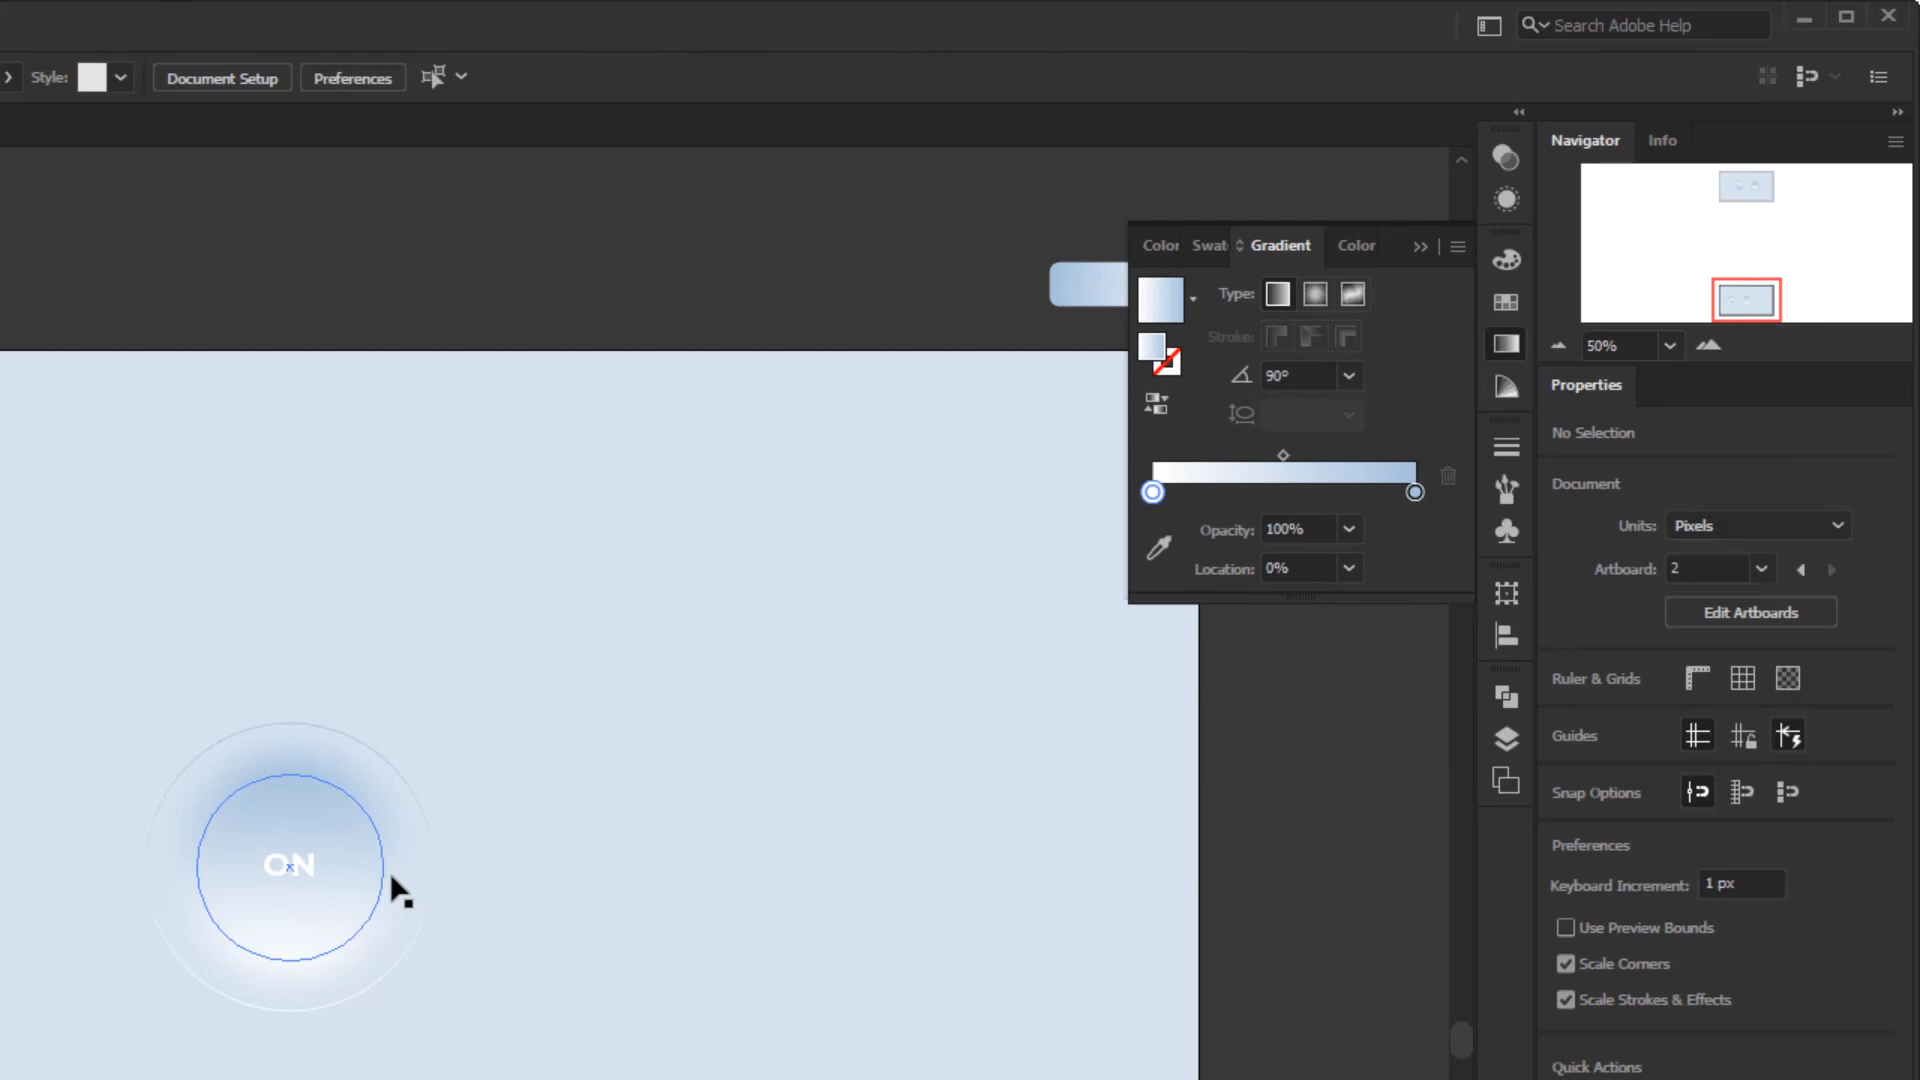 Search Adobe Help
Style:
Document Setup
Preferences
Navigator
Info
Color
Swat
Gradient
Color
Type:
Stroke:
90°
50%
Properties
No Selection
Document
Units:
Pixels
Opacity:
100%
Location:
0%
Artboard:
2
Edit Artboards
Ruler & Grids
Guides
Snap Options
Preferences
Keyboard Increment:
1 px
Use Preview Bounds
Scale Corners
Scale Strokes & Effects
Quick Actions
ON